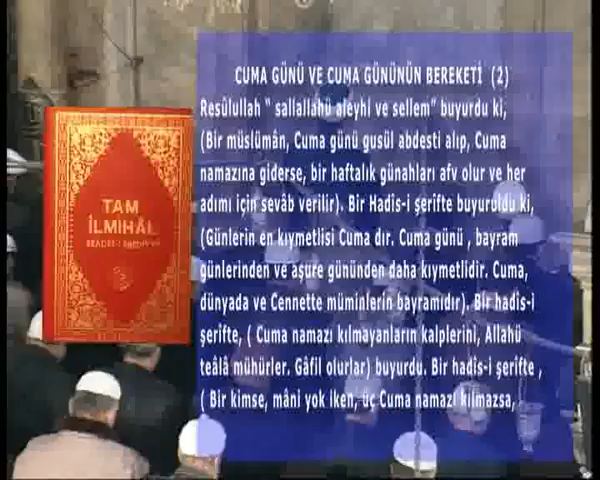 CUMA GÜNÜ VE CUMA GÜNÜNÜN BEREKETİ (2)
Resûlullah " sallallahü aleyhi ve sellem" buyurdu ki,
(Bir müslümân, Cuma günü gusül abdesti alıp, Cuma
namazına giderse, bir haftalık günahları afv olur ve her
adımı için sevâb verilir). Bir Hadis-i şerifte buyuruldu ki,
(Günlerin en kıymetlisi Cuma dır. Cuma günü , bayram
günlerinden ve aşure gününden daha kıymetlidir. Cuma,
dünyada ve Cennette müminlerin bayramıdır). Bir hadis-i
şerifte, ( Cuma namazı kılmayanların kalplerini, Allahü
teâlâ mühürler. Gâfil olurlar) buyurdu. Bir hadis-i şerifte ,
( Bir kimse, mâni yok iken, üç Cuma namazı kılmazsa,
TAM
İLMİHÂL